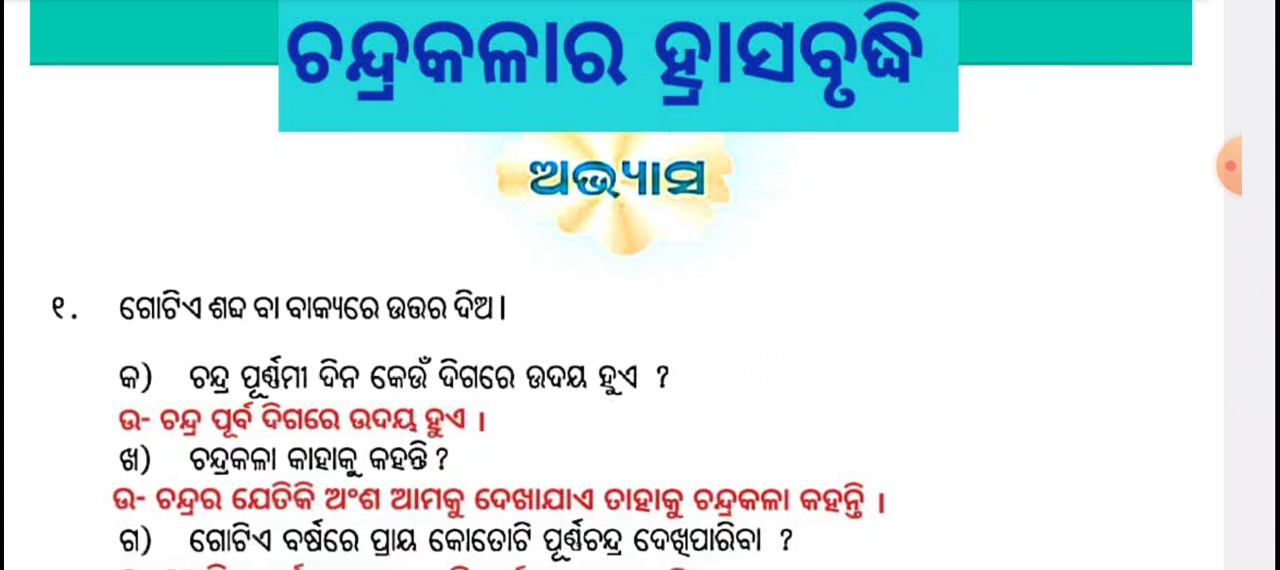 ଚନ୍ଦ୍ରକଳାର ହ୍ରାସବୃଦ୍ଧି
ଅଭ୍ୟାସ
୧. ଗୋଟିଏ ଶବ୍ଦ ବା ବାକ୍ୟରେ ଉତ୍ତର ଦିଅ।
କ) ଚନ୍ଦ୍ର ପୂର୍ଣ୍ଣମୀ ଦିନ କେଉଁ ଦିଗରେ ଉଦୟ ହୁଏ ?
ଉ- ଚନ୍ଦ୍ର ପୂର୍ବ ଦିଗରେ ଉଦୟ ହୁଏ ।
ଖ) ଚନ୍ଦ୍ରକଳା କାହାକୁ କହନ୍ତି ?
ଉ- ଚନ୍ଦ୍ରର ଯେତିକି ଅଂଶ ଆମକୁ ଦେଖାଯାଏ ତାହାକୁ ଚନ୍ଦ୍ରକଳା କହନ୍ତି ।
ଗ) ଗୋଟିଏ ବର୍ଷରେ ପ୍ରାୟ କୋତୋଟି ପୂର୍ଣ୍ଣଚନ୍ଦ୍ର ଦେଖିପାରିବା ?